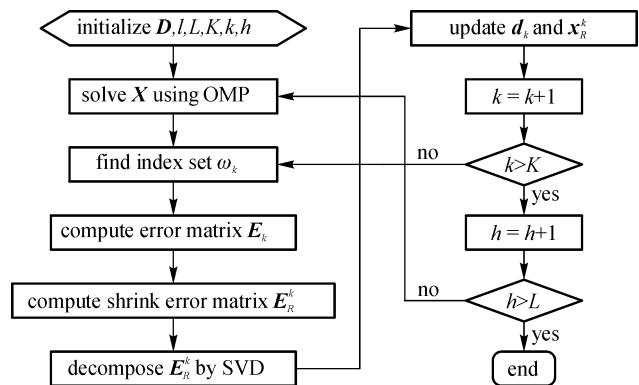 initialize D,l,L,K,k,h
solve X using OMP
find index set ωk
compute error matrix Ek
compute shrink error matrix E^k_R
decompose E^k_R by SVD
update dk and x^k_R
k = k+1
k>K
no
yes
h = h+1
h>L
no
yes
end